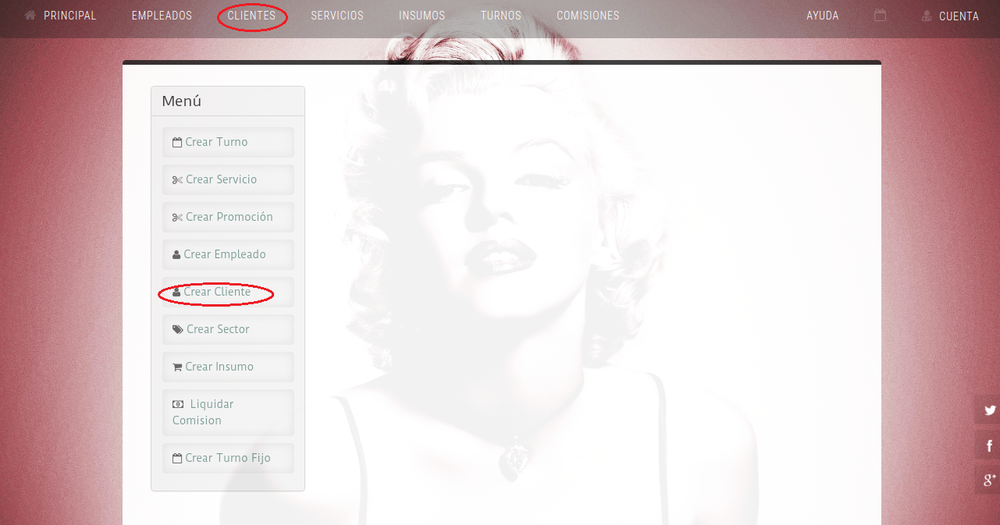 PRINCIPAL EMPLEADOS CLIENTES SERVICIOS INSUMOS TURNOS COMISIONES AYUDA CUENTA
Menú
Crear Turno
Crear Servicio
Crear Promoción
Crear Empleado
Crear Cliente
Crear Sector
Crear Insumo
Liquidar
Comision
Crear Turno Fijo